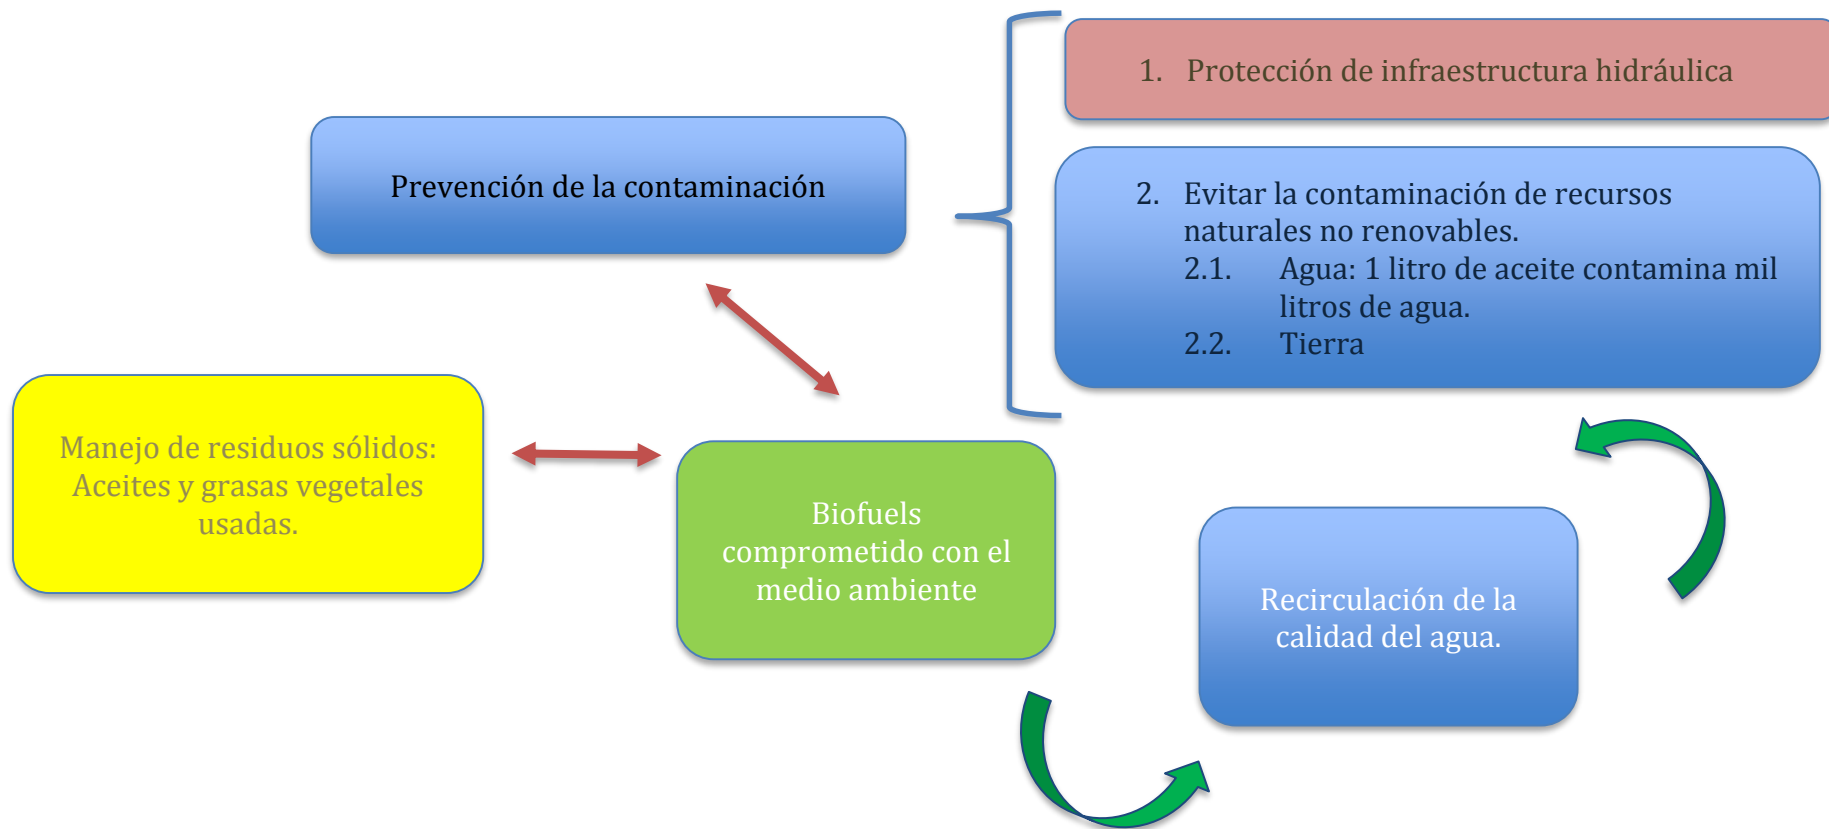 1. Protección de infraestructura hidráulica
Prevención de la contaminación
2. Evitar la contaminación de recursos
naturales no renovables.
2.1. Agua: 1 litro de aceite contamina mil
litros de agua.
2.2. Tierra
Manejo de residuos sólidos:
Aceites y grasas vegetales
usadas.
Biofuels
comprometido con el
medio ambiente
Recirculación de la
calidad del agua.